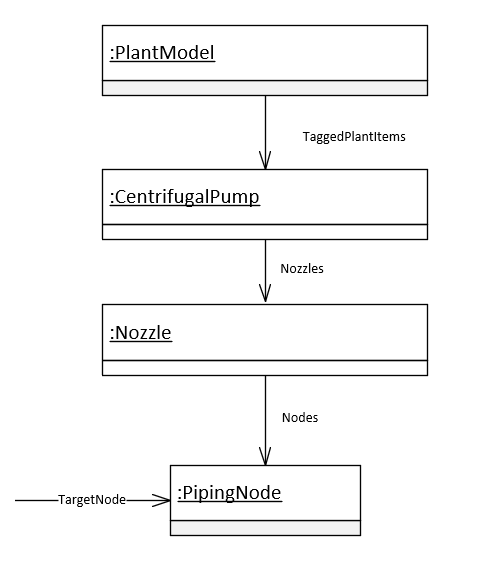 :PlantModel
TaggedPlantItems
:CentrifugalPump
Nozzles
:Nozzle
Nodes
:PipingNode
TargetNode